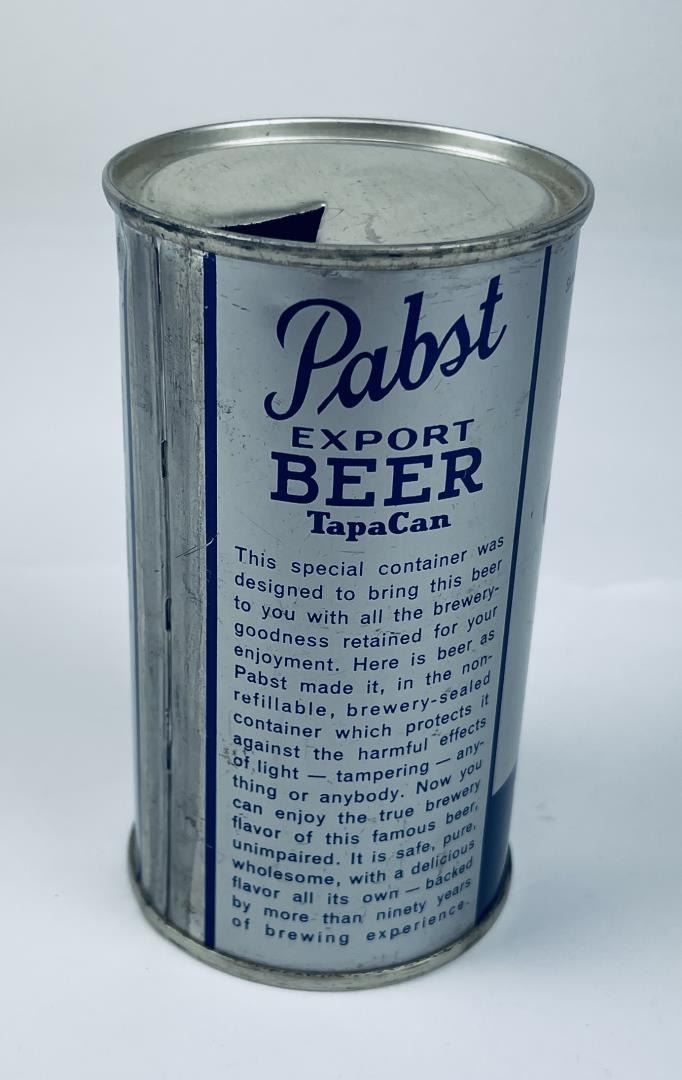 Pabst
EXPORT
BEER
TapaCan
This special container was
designed to bring this beer
to you with all the brewery-
goodness retained for your
enjoyment. Here is beer as
Pabst made it, in the non-
refillable, brewery-sealed
container which protects it
against the harmful effects
of light — tampering — any-
thing or anybody. Now you
can enjoy the true brewery
flavor of this famous beer,
unimpaired. It is safe, pure,
wholesome, with a delicious
flavor all its own — backed
by more than ninety years
of brewing experience.